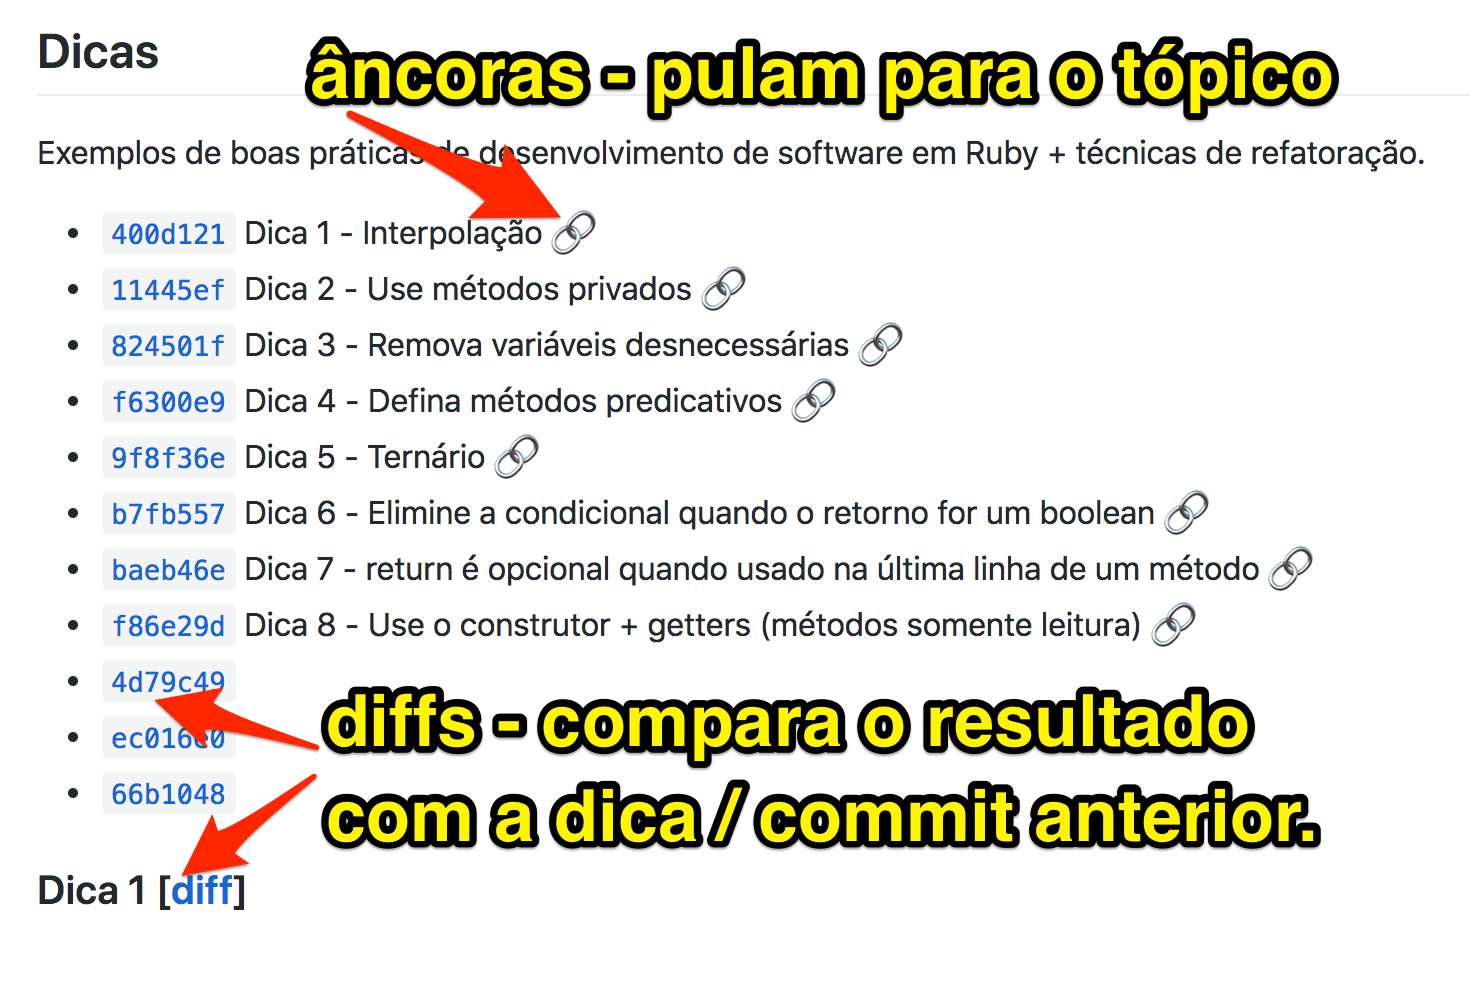 Dicas
âncoras - pulam para o tópico
Exemplos de boas práticas de desenvolvimento de software em Ruby + técnicas de refatoração.
400d121 Dica 1 - Interpolação
11445ef Dica 2 - Use métodos privados
824501f Dica 3 - Remova variáveis desnecessárias
f6300e9 Dica 4 - Defina métodos predicativos
9f8f36e Dica 5 - Ternário
b7fb557 Dica 6 - Elimine a condicional quando o retorno for um boolean
baeb46e Dica 7 - return é opcional quando usado na última linha de um método
f86e29d Dica 8 - Use o construtor + getters (métodos somente leitura)
4d79c49
diffs - compara o resultado
66b1048
com a dica / commit anterior.
Dica 1 [diff]